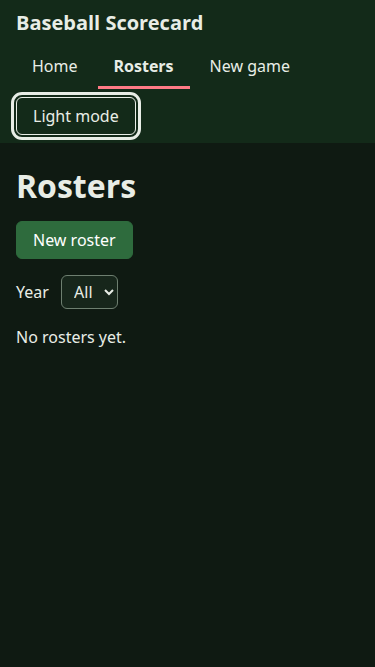 Baseball Scorecard
Home Rosters New game
Light mode
Rosters
New roster
Year All
No rosters yet.